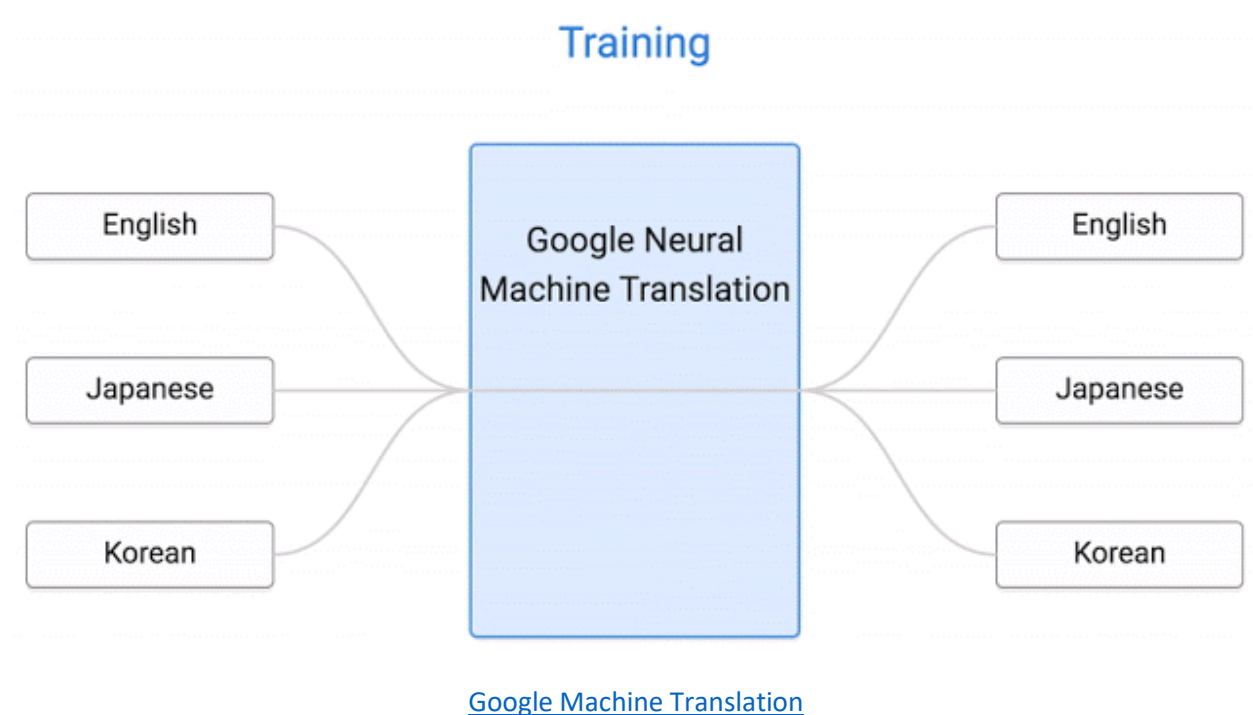 Training
English
Japanese
Korean
Google Neural
Machine Translation
English
Japanese
Korean
Google Machine Translation